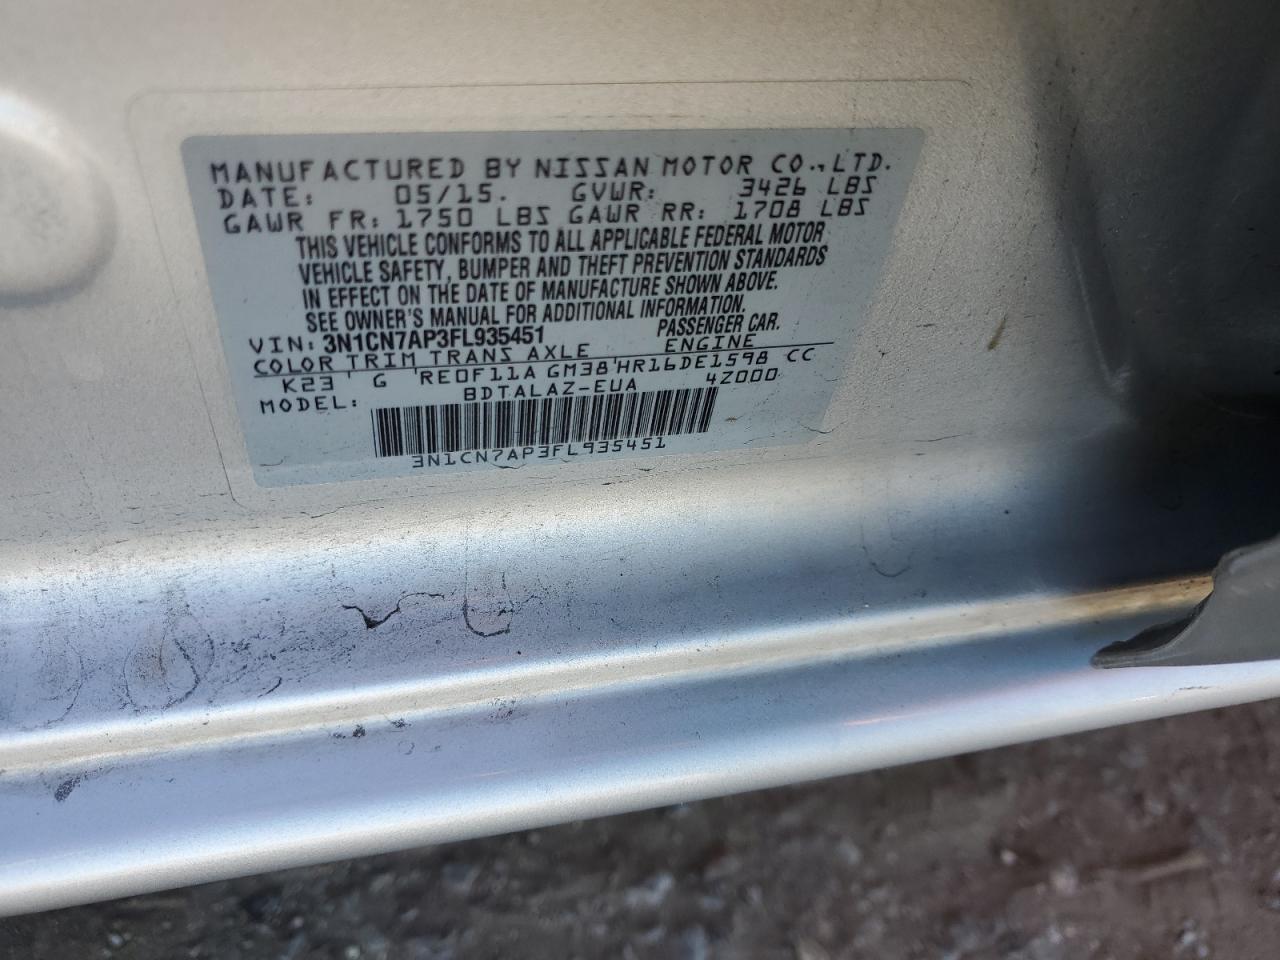 MANUFACTURED BY NISSAN MOTOR CO., LTD.
DATE: 05/15. GVWR: 3426 LBS
GAWR FR: 1750 LBS GAWR RR: 1708 LBS
THIS VEHICLE CONFORMS TO ALL APPLICABLE FEDERAL MOTOR
VEHICLE SAFETY, BUMPER AND THEFT PREVENTION STANDARDS
IN EFFECT ON THE DATE OF MANUFACTURE SHOWN ABOVE.
SEE OWNER'S MANUAL FOR ADDITIONAL INFORMATION.
VIN: 3N1CN7AP3FL935451 PASSENGER CAR.
COLOR TRIM TRANS AXLE ENGINE
K23 G RE0F11A GM38 HR16DE1598 CC
MODEL: BDTALAZ-EUA 4Z000
3N1CN7AP3FL935451